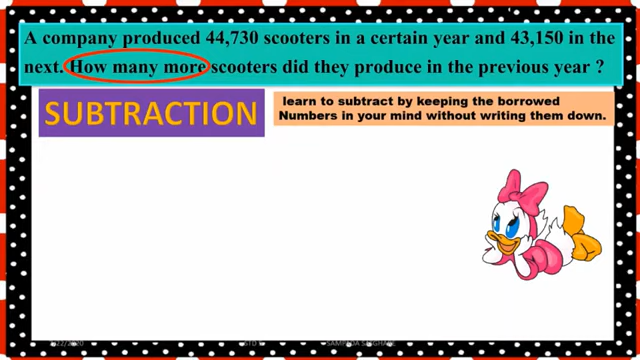 A company produced 44,730 scooters in a certain year and 43,150 in the
next. How many more scooters did they produce in the previous year ?
SUBTRACTION
learn to subtract by keeping the borrowed
Numbers in your mind without writing them down.